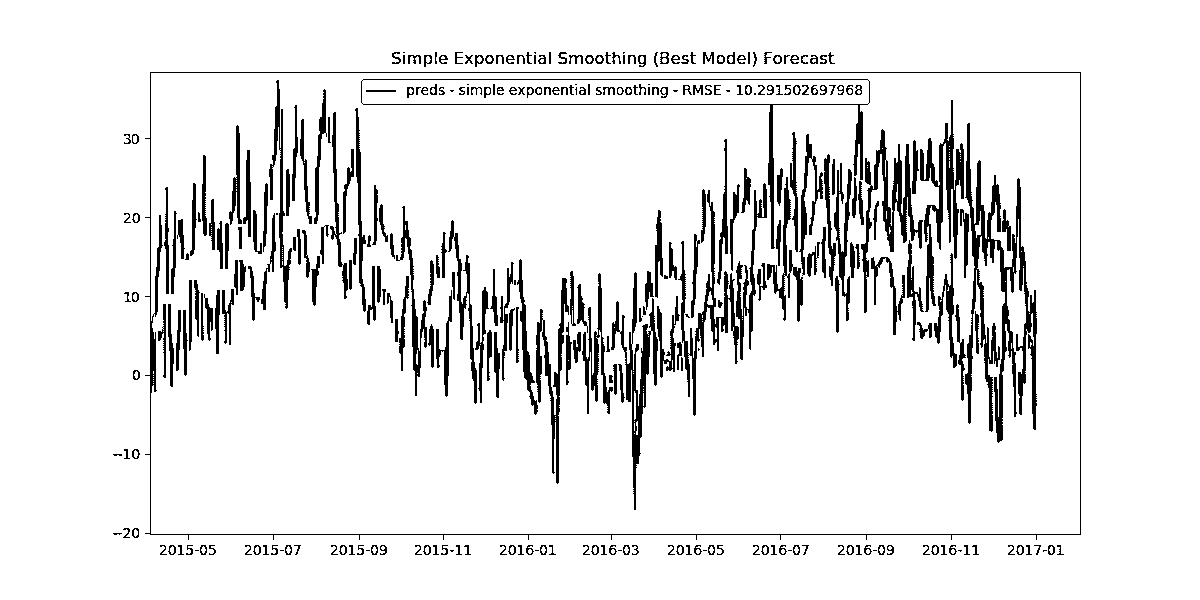 Simple Exponential Smoothing (Best Model) Forecast
preds - simple exponential smoothing - RMSE - 10.291502697968
30
20
10
0
−10
−20
2015-05 2015-07 2015-09 2015-11 2016-01 2016-03 2016-05 2016-07 2016-09 2016-11 2017-01